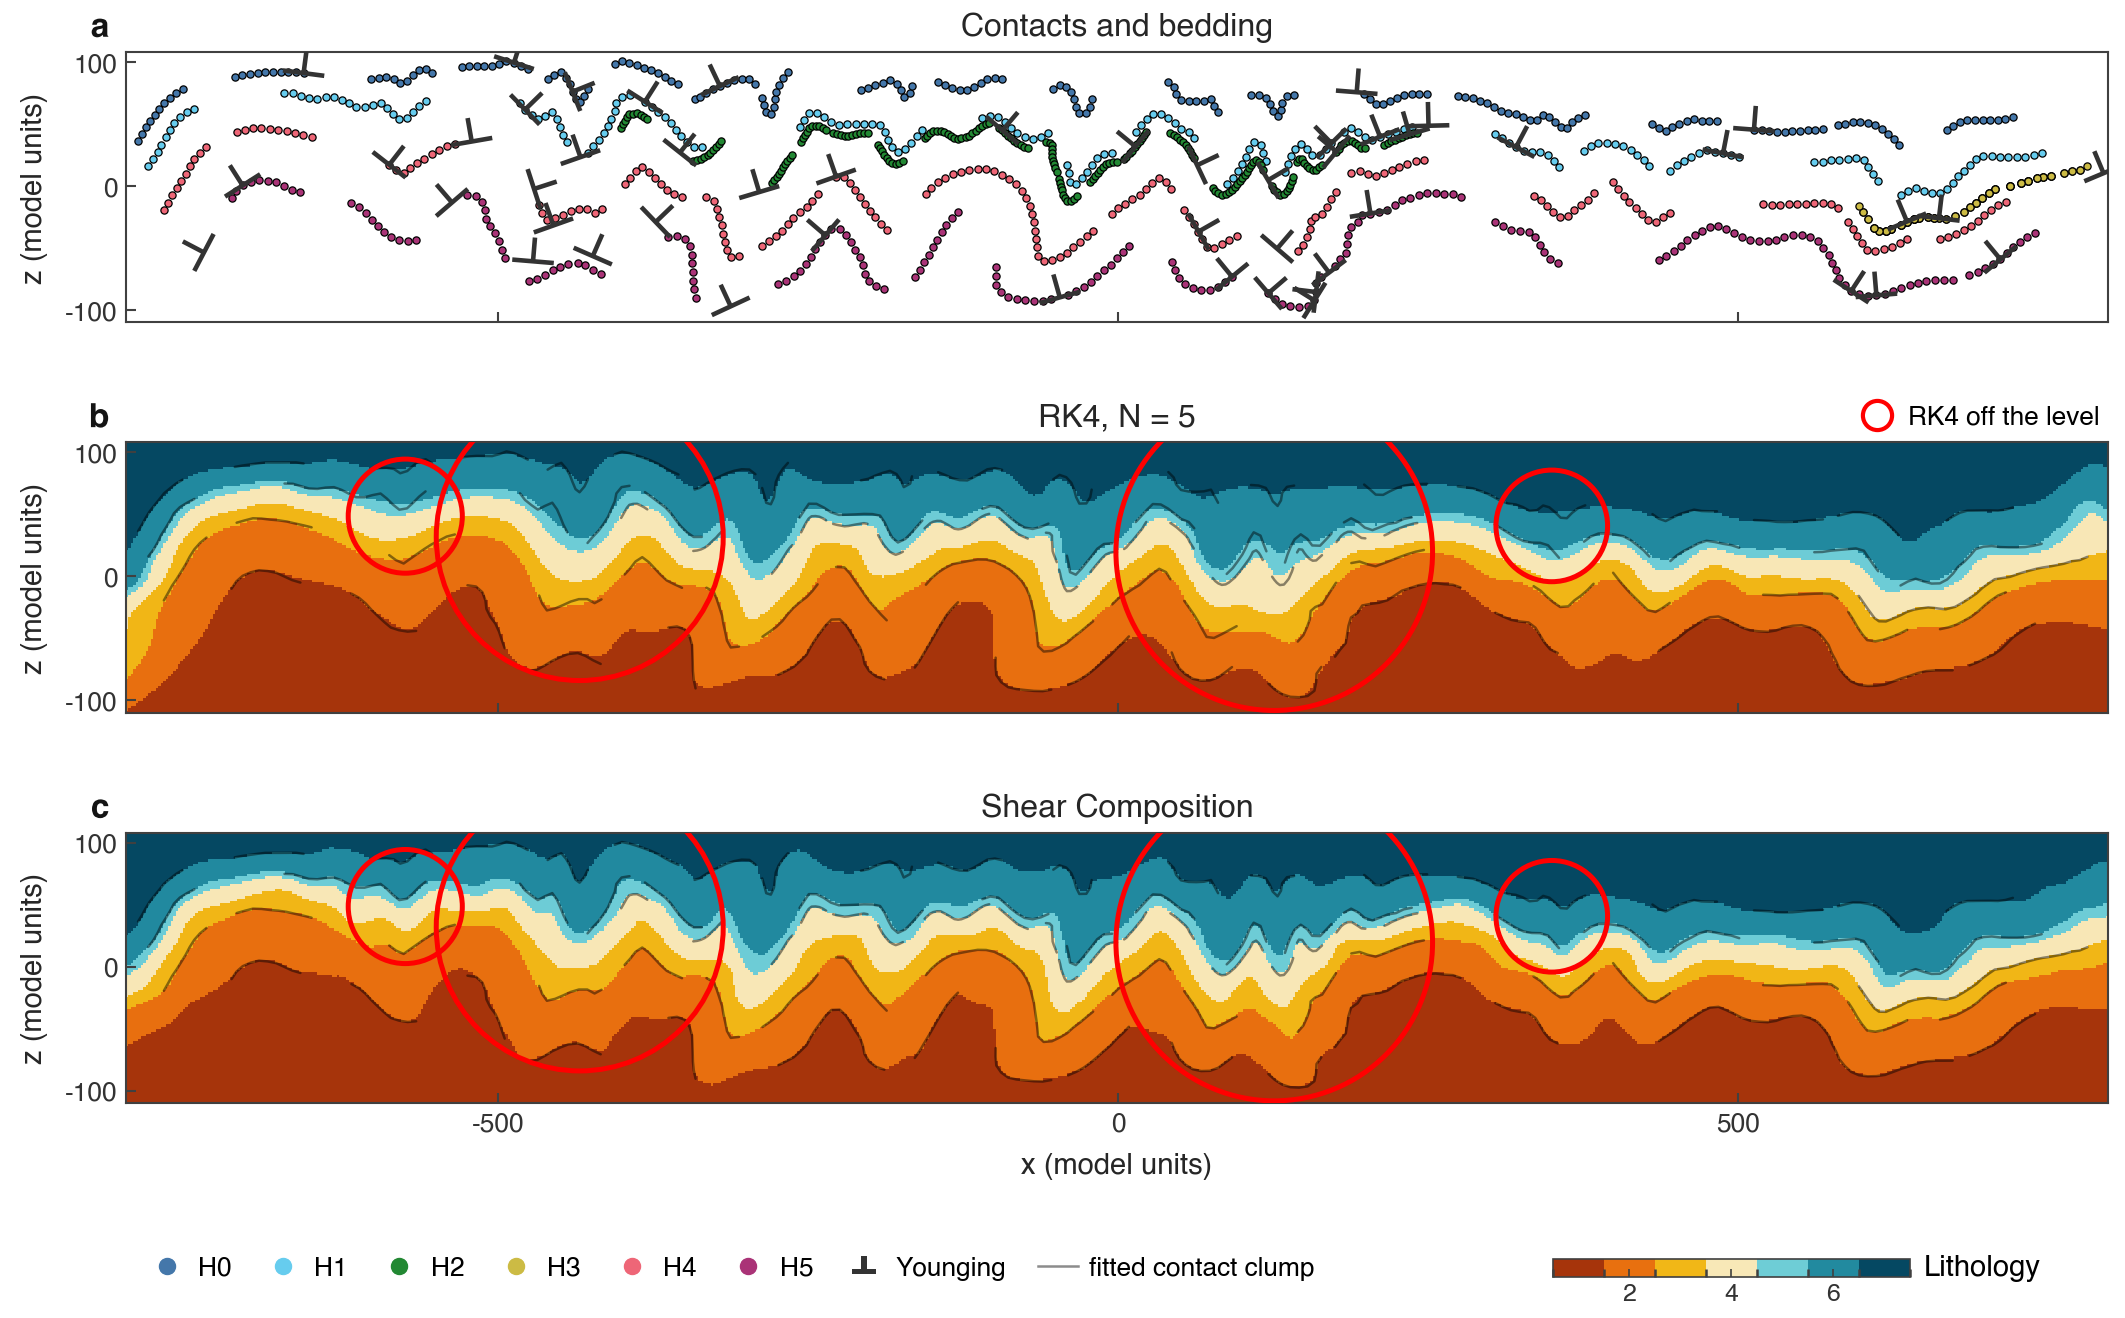 a
Contacts and bedding
100
0
-100
z (model units)
b
RK4, N = 5
RK4 off the level
100
0
-100
z (model units)
c
Shear Composition
100
0
-100
z (model units)
-500
0
500
x (model units)
H0
H1
H2
H3
H4
H5
Younging
fitted contact clump
Lithology
2
4
6